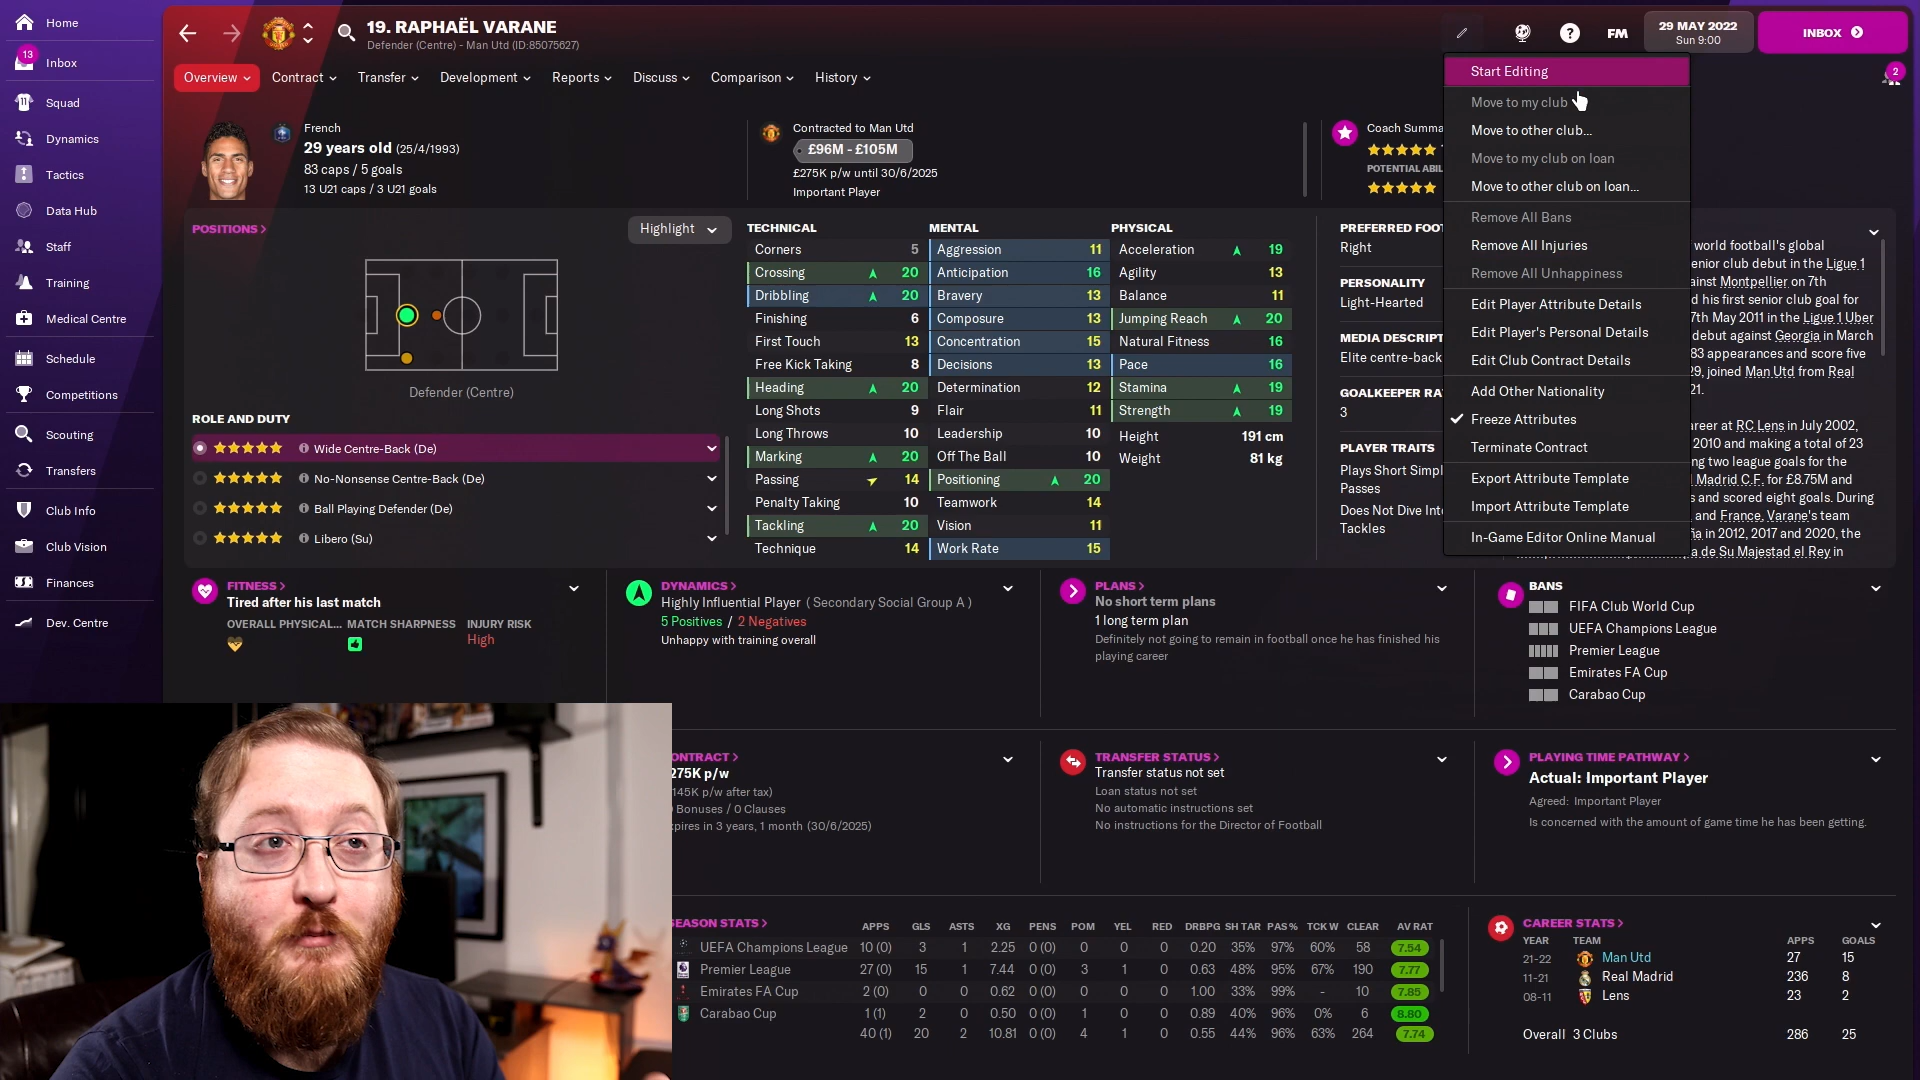 Home
Inbox
13
Squad
Dynamics
Tactics
Data Hub
Staff
Training
Medical Centre
Schedule
Competitions
Scouting
Transfers
Club Info
Club Vision
Finances
Dev. Centre
19. RAPHAËL VARANE
Defender (Centre) - Man Utd (ID:85075627)
FM
29 MAY 2022
Sun 9:00
INBOX
2
Overview
Contract
Transfer
Development
Reports
Discuss
Comparison
History
French
29 years old (25/4/1993)
83 caps / 5 goals
13 U21 caps / 3 U21 goals
Contracted to Man Utd
£96M - £105M
£275K p/w until 30/6/2025
Important Player
Coach Summa
POTENTIAL ABIL
Start Editing
Move to my club
Move to other club...
Move to my club on loan
Move to other club on loan...
Remove All Bans
Remove All Injuries
Remove All Unhappiness
Edit Player Attribute Details
Edit Player's Personal Details
Edit Club Contract Details
Add Other Nationality
Freeze Attributes
Terminate Contract
Export Attribute Template
Import Attribute Template
In-Game Editor Online Manual
POSITIONS >
Highlight
Defender (Centre)
ROLE AND DUTY
Wide Centre-Back (De)
No-Nonsense Centre-Back (De)
Ball Playing Defender (De)
Libero (Su)
TECHNICAL
Corners 5
Crossing 20
Dribbling 20
Finishing 6
First Touch 13
Free Kick Taking 8
Heading 20
Long Shots 9
Long Throws 10
Marking 20
Passing 14
Penalty Taking 10
Tackling 20
Technique 14
MENTAL
Aggression 11
Anticipation 16
Bravery 13
Composure 13
Concentration 15
Decisions 13
Determination 12
Flair 11
Leadership 10
Off The Ball 10
Positioning 20
Teamwork 14
Vision 11
Work Rate 15
PHYSICAL
Acceleration 19
Agility 13
Balance 11
Jumping Reach 20
Natural Fitness 16
Pace 16
Stamina 19
Strength 19
Height 191 cm
Weight 81 kg
PREFERRED FOO
Right
PERSONALITY
Light-Hearted
MEDIA DESCRIPT
Elite centre-back
GOALKEEPER RA
3
PLAYER TRAITS
Plays Short Simpl
Passes
Does Not Dive Int
Tackles
world football's global
enior club debut in the Ligue 1
ainst Montpellier on 7th
d his first senior club goal for
7th May 2011 in the Ligue 1 Uber
debut against Georgia in March
83 appearances and score five
29, joined Man Utd from Real
21.
areer at RC Lens in July 2002,
2010 and making a total of 23
ng two league goals for the
Madrid C.F. for £8.75M and
s and scored eight goals. During
and France, Varane's team
in 2012, 2017 and 2020, the
a de Su Majestad el Rey in
FITNESS >
Tired after his last match
OVERALL PHYSICAL... MATCH SHARPNESS INJURY RISK
High
DYNAMICS >
Highly Influential Player ( Secondary Social Group A )
5 Positives / 2 Negatives
Unhappy with training overall
PLANS >
No short term plans
1 long term plan
Definitely not going to remain in football once he has finished his
playing career
BANS
FIFA Club World Cup
UEFA Champions League
Premier League
Emirates FA Cup
Carabao Cup
ONTRACT >
275K p/w
145K p/w after tax)
Bonuses / 0 Clauses
xpires in 3 years, 1 month (30/6/2025)
TRANSFER STATUS >
Transfer status not set
Loan status not set
No automatic instructions set
No instructions for the Director of Football
PLAYING TIME PATHWAY >
Actual: Important Player
Agreed: Important Player
Is concerned with the amount of game time he has been getting.
EASON STATS > APPS GLS ASTS XG PENS POM YEL RED DRBPG SH TAR PAS % TCK W CLEAR AV RAT
UEFA Champions League 10 (0) 3 1 2.25 0 (0) 0 0 0 0.20 35% 97% 60% 58 7.54
Premier League 27 (0) 15 1 7.44 0 (0) 3 1 0 0.63 48% 95% 67% 190 7.77
Emirates FA Cup 2 (0) 0 0 0.62 0 (0) 0 0 0 1.00 33% 99% - 10 7.85
Carabao Cup 1 (1) 2 0 0.50 0 (0) 1 0 0 0.89 40% 96% 0% 6 8.80
40 (1) 20 2 10.81 0 (0) 4 1 0 0.55 44% 96% 63% 264 7.74
CAREER STATS >
YEAR TEAM APPS GOALS
21-22 Man Utd 27 15
11-21 Real Madrid 236 8
08-11 Lens 23 2
Overall 3 Clubs 286 25